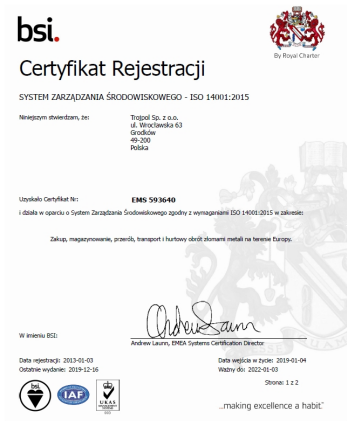 bsi.
By Royal Charter
Certyfikat Rejestracji
SYSTEM ZARZĄDZANIA ŚRODOWISKOWEGO - ISO 14001:2015
Niniejszym stwierdzam, że:
Trojpol Sp. z o.o.
ul. Wrocławska 63
Grodków
49-200
Polska
Uzyskało Certyfikat Nr:
EMS 593640
i działa w oparciu o System Zarządzania Środowiskowego zgodny z wymaganiami ISO 14001:2015 w zakresie:
Zakup, magazynowanie, przerób, transport i hurtowy obrót złomami metali na terenie Europy.
W imieniu BSI:
Andrew Launn, EMEA Systems Certification Director
Data rejestracji: 2013-01-03
Data wejścia w życie: 2019-01-04
Ostatnie wydanie: 2019-12-16
Ważny do: 2022-01-03
Strona: 1 z 2
bsi.
IAF
UKAS
...making excellence a habit.